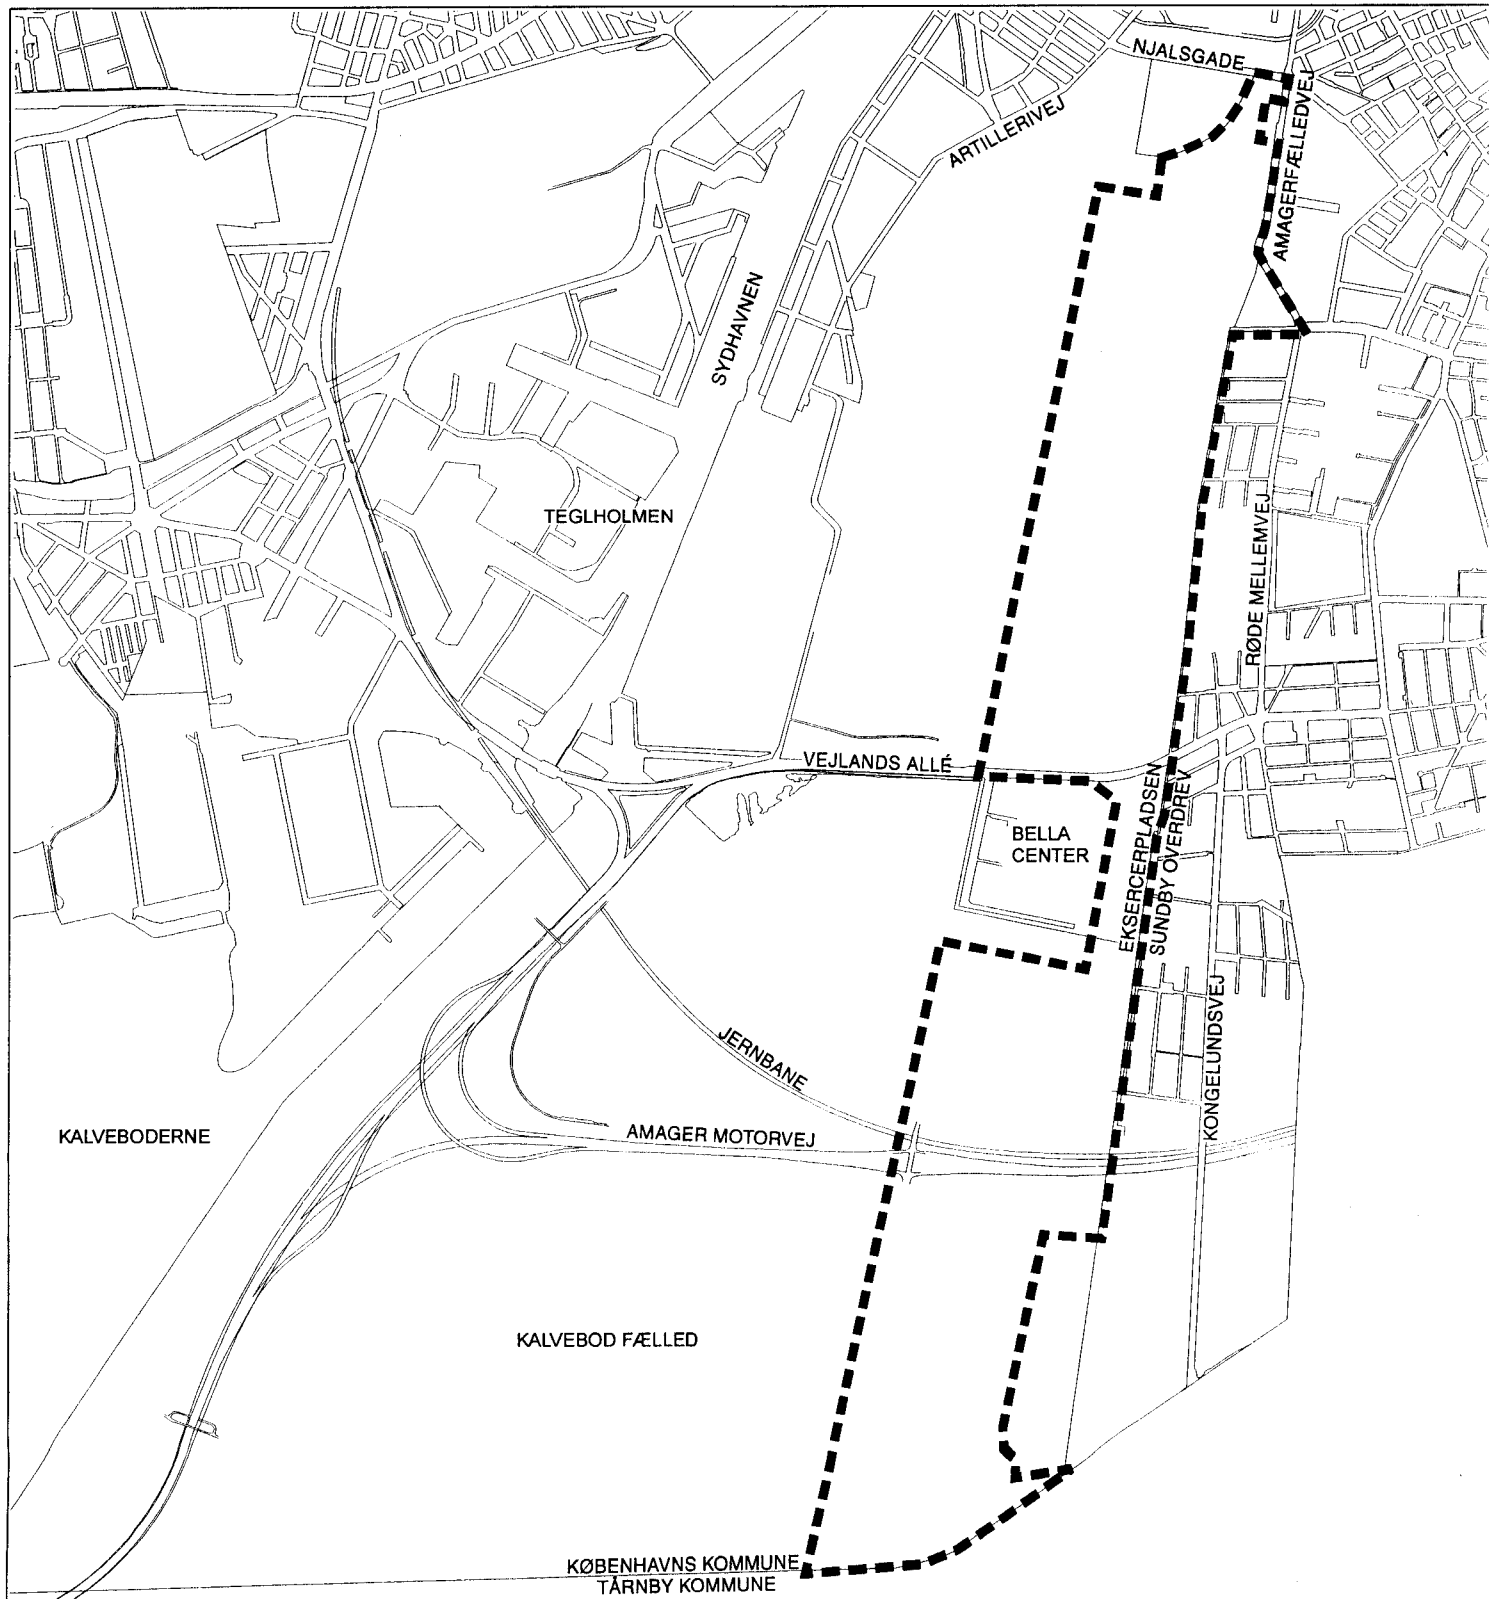 NJALSGADE
ARTILLERIVEJ
AMAGERFÆLLEDVEJ
SYDHAVNEN
TEGLHOLMEN
RØDE MELLEMVEJ
VEJLANDS ALLÉ
BELLA
CENTER
EKSERCERPLADSEN
SUNDBY OVERDREV
KONGELUNDSVEJ
JERNBANE
KALVEBODERNE
AMAGER MOTORVEJ
KALVEBOD FÆLLED
KØBENHAVNS KOMMUNE
TÅRNBY KOMMUNE